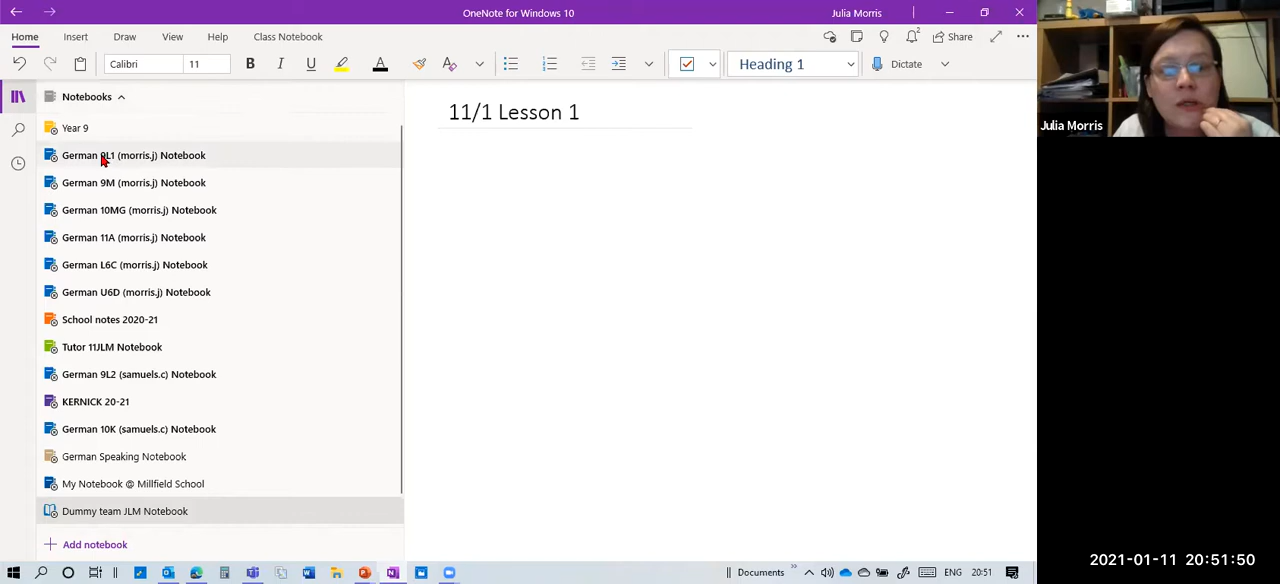 OneNote for Windows 10
Julia Morris
Home
Insert
Draw
View
Help
Class Notebook
2
Share
Calibri
11
B
I
U
A
A
Heading 1
Dictate
Notebooks
Year 9
German 9L1 (morris.j) Notebook
German 9M (morris.j) Notebook
German 10MG (morris.j) Notebook
German 11A (morris.j) Notebook
German L6C (morris.j) Notebook
German U6D (morris.j) Notebook
School notes 2020-21
Tutor 11JLM Notebook
German 9L2 (samuels.c) Notebook
KERNICK 20-21
German 10K (samuels.c) Notebook
German Speaking Notebook
My Notebook @ Millfield School
Dummy team JLM Notebook
Add notebook
11/1 Lesson 1
Julia Morris
2021-01-11 20:51:50
Documents
ENG
20:51